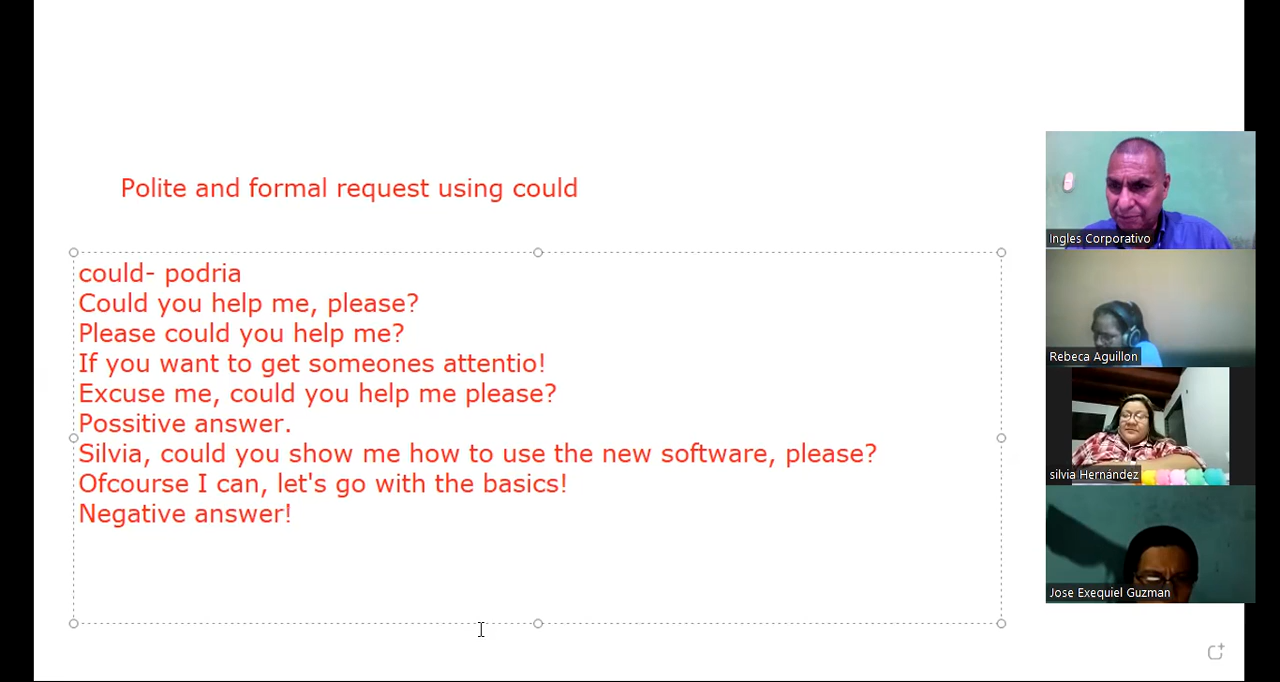 Polite and formal request using could
could- podria
Could you help me, please?
Please could you help me?
If you want to get someones attentio!
Excuse me, could you help me please?
Possitive answer.
Silvia, could you show me how to use the new software, please?
Ofcourse I can, let's go with the basics!
Negative answer!
Ingles Corporativo
Rebeca Aguillon
silvia Hernández
Jose Exequiel Guzman